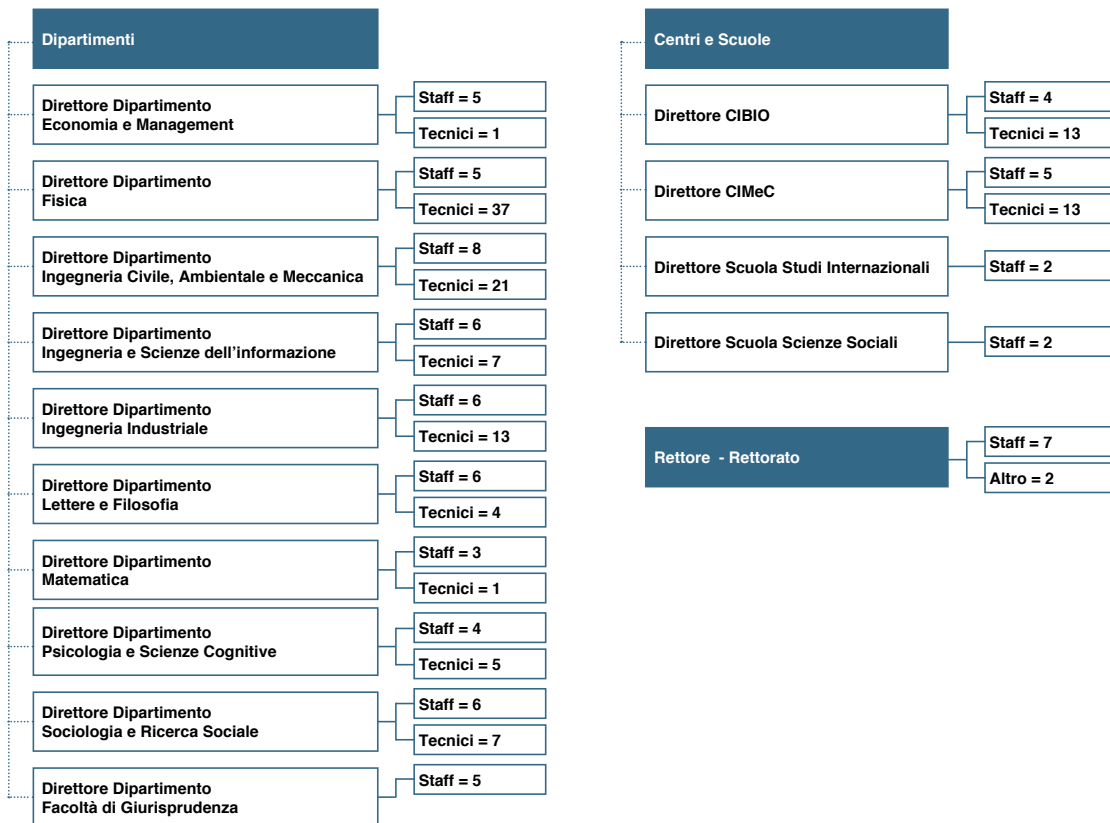 Dipartimenti
Direttore Dipartimento
Economia e Management
Staff = 5
Tecnici = 1
Direttore Dipartimento
Fisica
Staff = 5
Tecnici = 37
Direttore Dipartimento
Ingegneria Civile, Ambientale e Meccanica
Staff = 8
Tecnici = 21
Direttore Dipartimento
Ingegneria e Scienze dell’informazione
Staff = 6
Tecnici = 7
Direttore Dipartimento
Ingegneria Industriale
Staff = 6
Tecnici = 13
Direttore Dipartimento
Lettere e Filosofia
Staff = 6
Tecnici = 4
Direttore Dipartimento
Matematica
Staff = 3
Tecnici = 1
Direttore Dipartimento
Psicologia e Scienze Cognitive
Staff = 4
Tecnici = 5
Direttore Dipartimento
Sociologia e Ricerca Sociale
Staff = 6
Tecnici = 7
Direttore Dipartimento
Facoltà di Giurisprudenza
Staff = 5
Centri e Scuole
Direttore CIBIO
Staff = 4
Tecnici = 13
Direttore CIMeC
Staff = 5
Tecnici = 13
Direttore Scuola Studi Internazionali
Staff = 2
Direttore Scuola Scienze Sociali
Staff = 2
Rettore - Rettorato
Staff = 7
Altro = 2